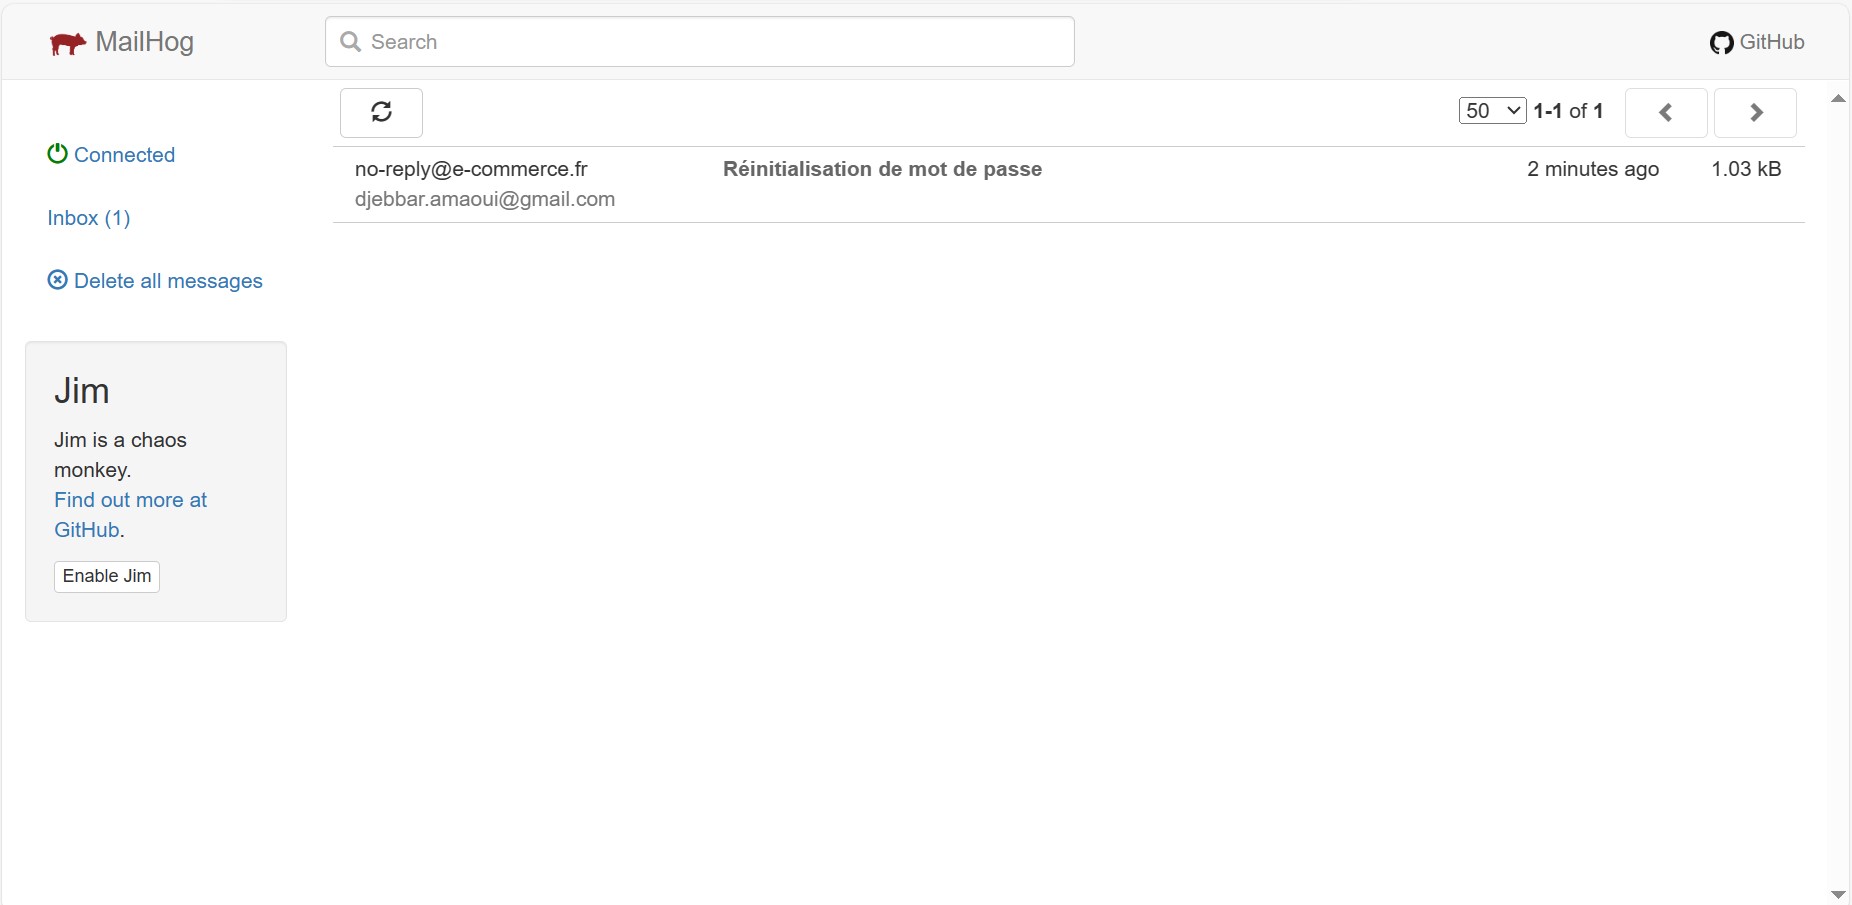 MailHog
Search
GitHub
50 1-1 of 1
Connected
Inbox (1)
Delete all messages
no-reply@e-commerce.fr Réinitialisation de mot de passe 2 minutes ago 1.03 kB
djebbar.amaoui@gmail.com
Jim
Jim is a chaos
monkey.
Find out more at
GitHub.
Enable Jim